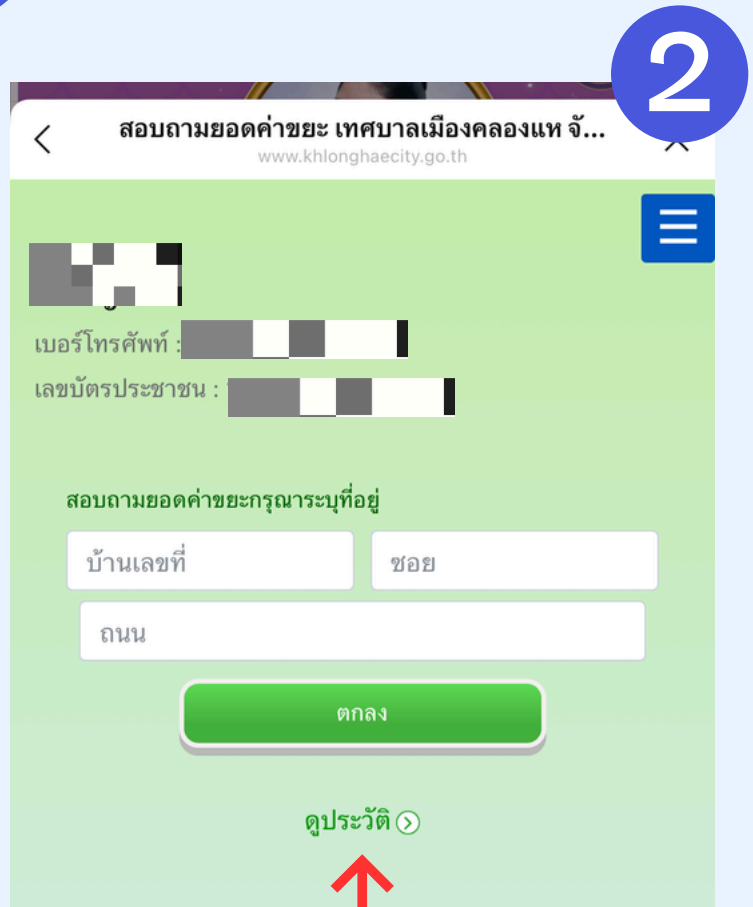 2
สอบถามยอดค่าขยะ เทศบาลเมืองคลองแห จั...
www.khlonghaecity.go.th
เบอร์โทรศัพท์ :
เลขบัตรประชาชน :
สอบถามยอดค่าขยะกรุณาระบุที่อยู่
บ้านเลขที่ ซอย
ถนน
ตกลง
ดูประวัติ